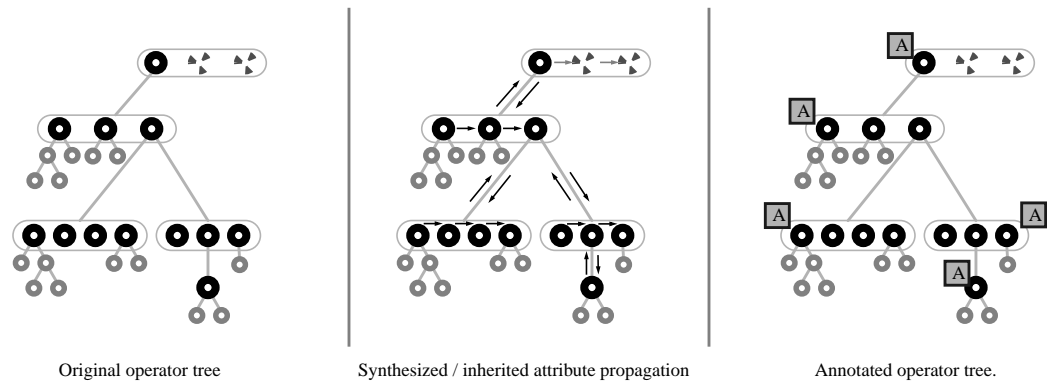 A
A
A
A
A
Original operator tree
Synthesized / inherited attribute propagation
Annotated operator tree.